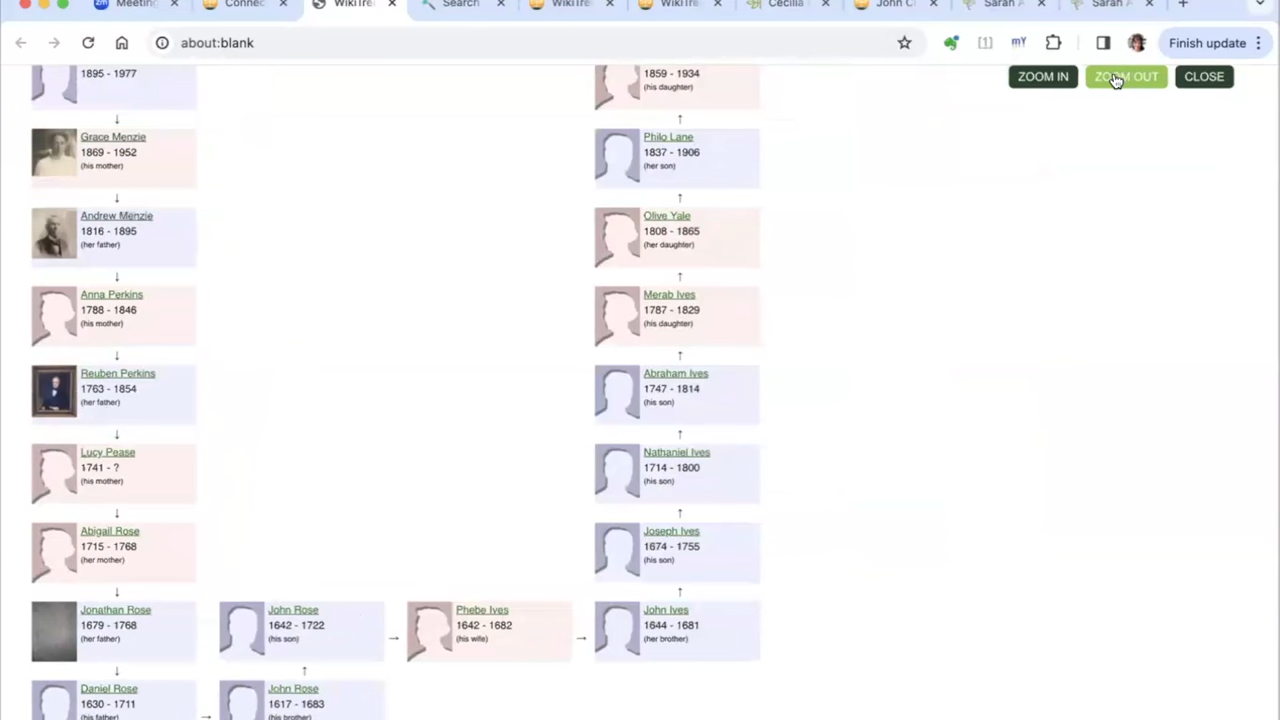 Meeting
Connec
WikiTre
Search
WikiTre
WikiTre
Cecilia
John C
Sarah A
Sarah A
about:blank
[1]
mY
Finish update
ZOOM IN
ZOOM OUT
CLOSE
1895 - 1977
Grace Menzie
1869 - 1952
(his mother)
Andrew Menzie
1816 - 1895
(her father)
Anna Perkins
1788 - 1846
(his mother)
Reuben Perkins
1763 - 1854
(her father)
Lucy Pease
1741 - ?
(his mother)
Abigail Rose
1715 - 1768
(her mother)
Jonathan Rose
1679 - 1768
(her father)
Daniel Rose
1630 - 1711
(his father)
John Rose
1642 - 1722
(his son)
John Rose
1617 - 1683
(his brother)
Phebe Ives
1642 - 1682
(his wife)
1859 - 1934
(his daughter)
Philo Lane
1837 - 1906
(her son)
Olive Yale
1808 - 1865
(her daughter)
Merab Ives
1787 - 1829
(his daughter)
Abraham Ives
1747 - 1814
(his son)
Nathaniel Ives
1714 - 1800
(his son)
Joseph Ives
1674 - 1755
(his son)
John Ives
1644 - 1681
(her brother)